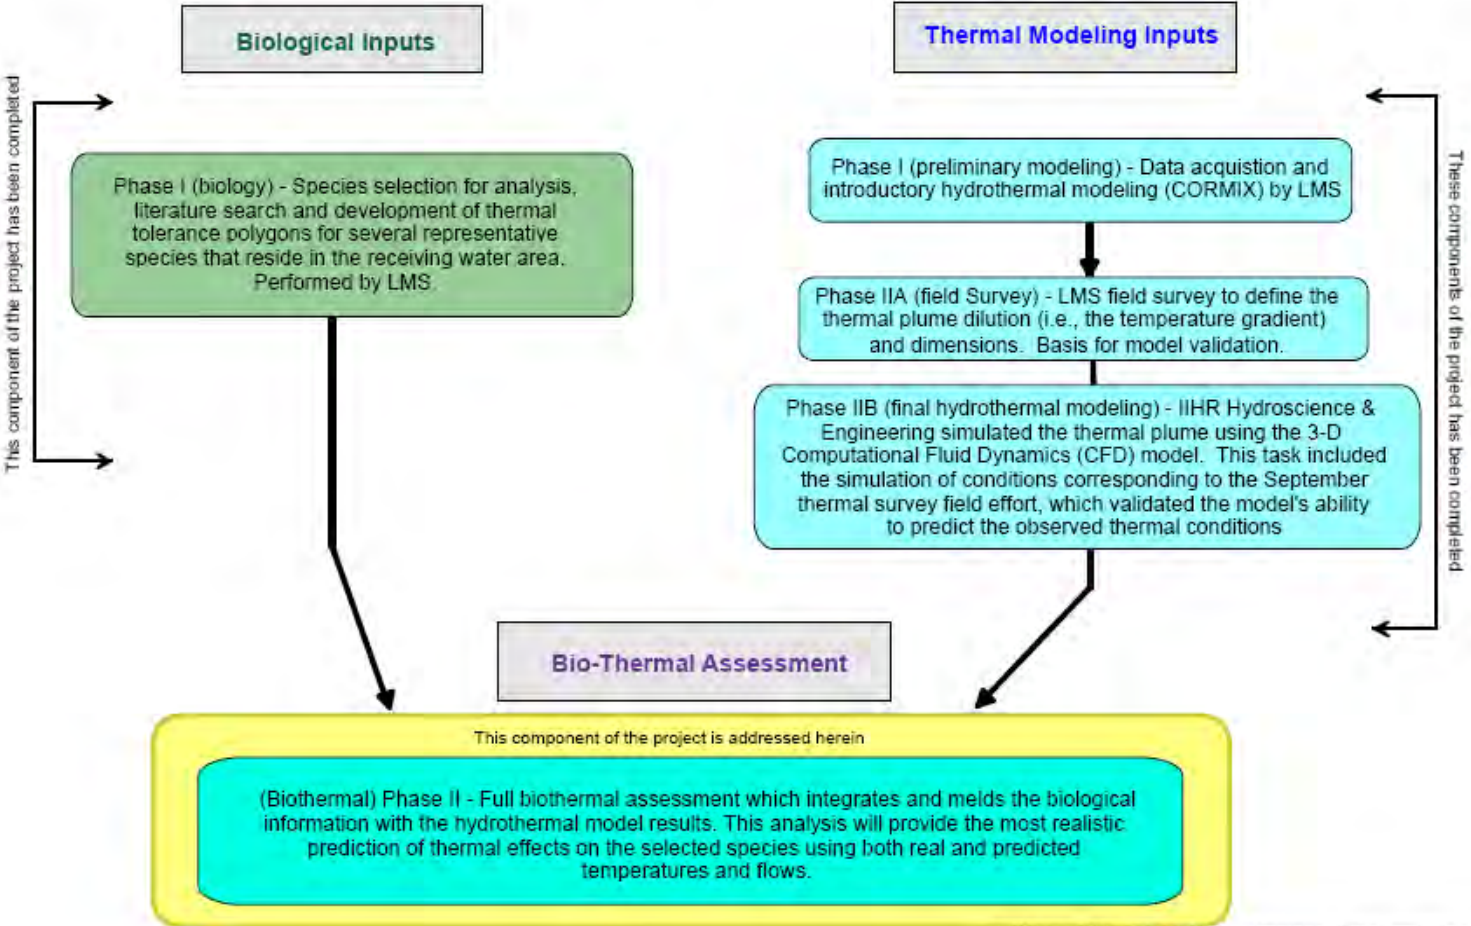 Biological Inputs
Thermal Modeling Inputs
This component of the project has been completed
Phase I (biology) - Species selection for analysis,
literature search and development of thermal
tolerance polygons for several representative
species that reside in the receiving water area.
Performed by LMS.
Phase I (preliminary modeling) - Data acquistion and
introductory hydrothermal modeling (CORMIX) by LMS
Phase IIA (field Survey) - LMS field survey to define the
thermal plume dilution (i.e., the temperature gradient)
and dimensions. Basis for model validation.
Phase IIB (final hydrothermal modeling) - IIHR Hydroscience &
Engineering simulated the thermal plume using the 3-D
Computational Fluid Dynamics (CFD) model. This task included
the simulation of conditions corresponding to the September
thermal survey field effort, which validated the model's ability
to predict the observed thermal conditions
These components of the project has been completed
Bio-Thermal Assessment
This component of the project is addressed herein
(Biothermal) Phase II - Full biothermal assessment which integrates and melds the biological
information with the hydrothermal model results. This analysis will provide the most realistic
prediction of thermal effects on the selected species using both real and predicted
temperatures and flows.